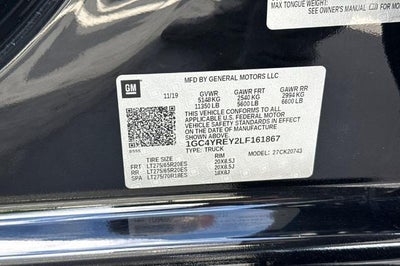 MAX TONGUE WEIGHT:
SEE OWNER'S MANUAL FOR MO
GM
MFD BY GENERAL MOTORS LLC
11/19 GVWR GAWR FRT GAWR RR
5148 KG 2540 KG 2994 KG
11350 LB 5600 LB 6600 LB
THIS VEHICLE CONFORMS TO ALL
APPLICABLE U.S. FEDERAL MOTOR
VEHICLE SAFETY STANDARDS IN EFFECT
ON THE DATE OF MANUFACTURE SHOWN ABOVE.
1GC4YREY2LF161867
TYPE: TRUCK
TIRE SIZE RIM 27CK20743
FRT LT275/65R20ES 20X8.5J
RR LT275/65R20ES 20X8.5J
SPA LT275/70R18ES 18X8J